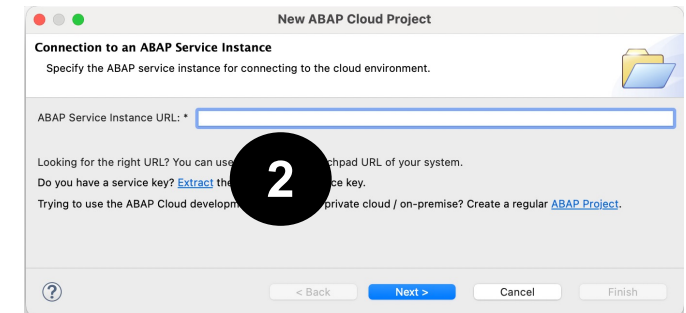 New ABAP Cloud Project
Connection to an ABAP Service Instance
Specify the ABAP service instance for connecting to the cloud environment.
ABAP Service Instance URL: *
Looking for the right URL? You can use chpad URL of your system.
Do you have a service key? Extract the ce key.
Trying to use the ABAP Cloud developm private cloud / on-premise? Create a regular ABAP Project.
2
?
< Back Next > Cancel Finish